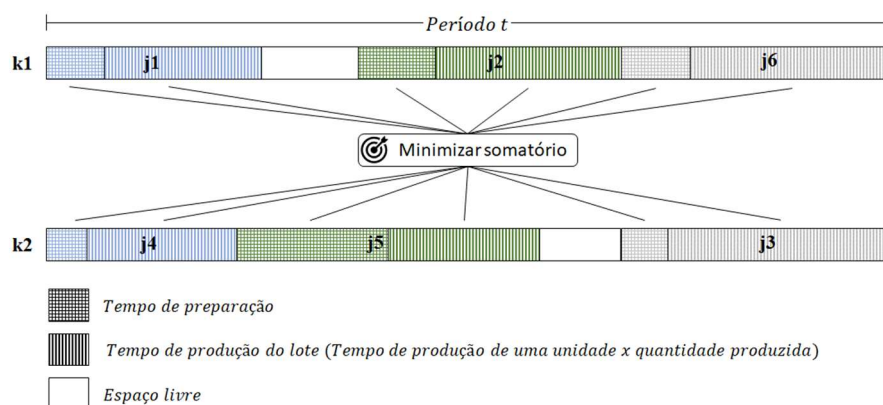 Período t
k1 j1 j2 j6
Minimizar somatório
k2 j4 j5 j3
Tempo de preparação
Tempo de produção do lote (Tempo de produção de uma unidade x quantidade produzida)
Espaço livre